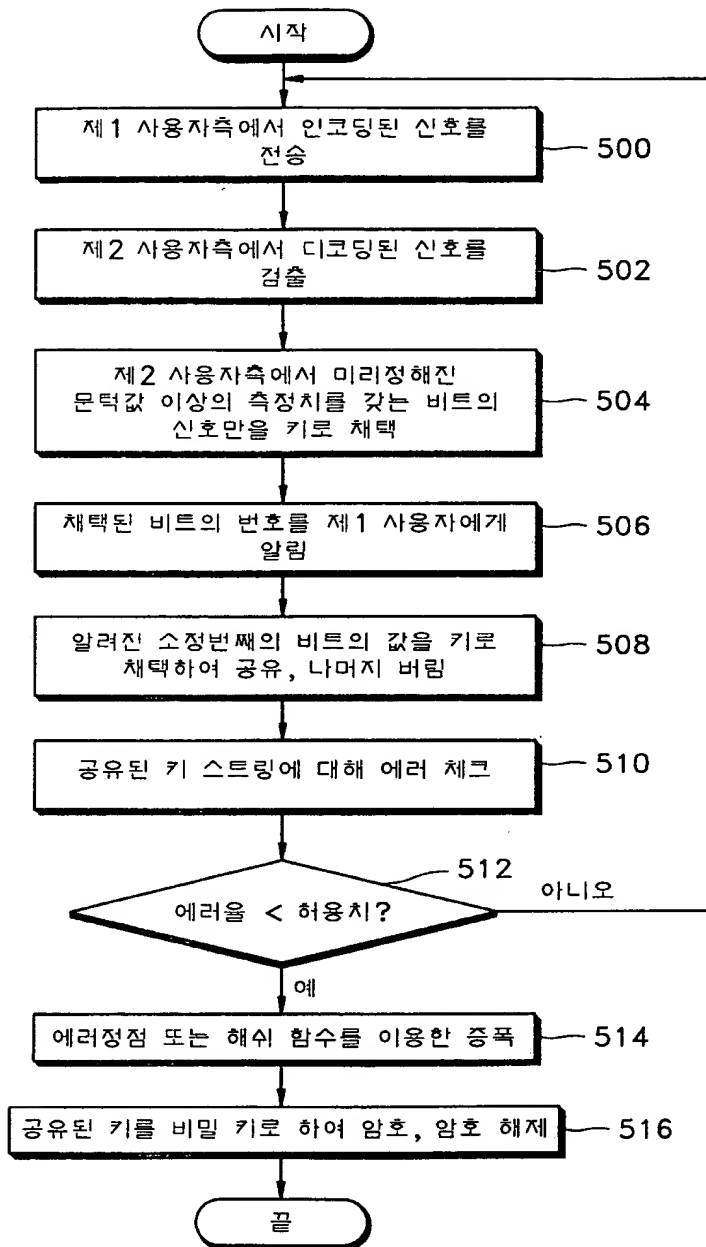 시작
제1 사용자측에서 인코딩된 신호를
전송
500
제2 사용자측에서 디코딩된 신호를
검출
502
제2 사용자측에서 미리정해진
문턱값 이상의 측정치를 갖는 비트의
신호만을 키로 채택
504
채택된 비트의 번호를 제1 사용자에게
알림
506
알려진 소정번째의 비트의 값을 키로
채택하여 공유, 나머지 버림
508
공유된 키 스트링에 대해 에러 체크
510
512
에러율 < 허용치?
아니오
예
에러정점 또는 해쉬 함수를 이용한 증폭
514
공유된 키를 비밀 키로 하여 암호, 암호 해제
516
끝